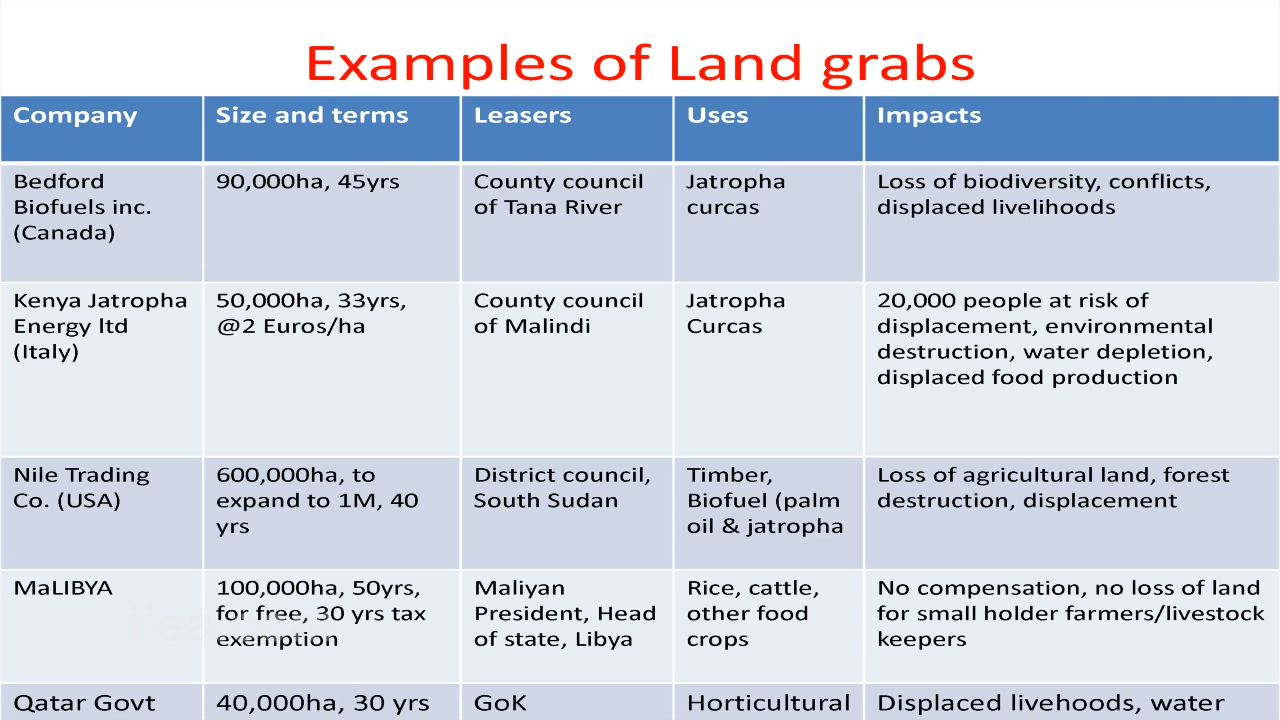 Examples of Land grabs
Company Size and terms Leasers Uses Impacts
Bedford
Biofuels inc.
(Canada)
90,000ha, 45yrs
County council
of Tana River
Jatropha
curcas
Loss of biodiversity, conflicts,
displaced livelihoods
Kenya Jatropha
Energy ltd
(Italy)
50,000ha, 33yrs,
@2 Euros/ha
County council
of Malindi
Jatropha
Curcas
20,000 people at risk of
displacement, environmental
destruction, water depletion,
displaced food production
Nile Trading
Co. (USA)
600,000ha, to
expand to 1M, 40
yrs
District council,
South Sudan
Timber,
Biofuel (palm
oil & jatropha
Loss of agricultural land, forest
destruction, displacement
MaLIBYA
100,000ha, 50yrs,
for free, 30 yrs tax
exemption
Maliyan
President, Head
of state, Libya
Rice, cattle,
other food
crops
No compensation, no loss of land
for small holder farmers/livestock
keepers
Qatar Govt
40,000ha, 30 yrs
GoK
Horticultural
Displaced livehoods, water